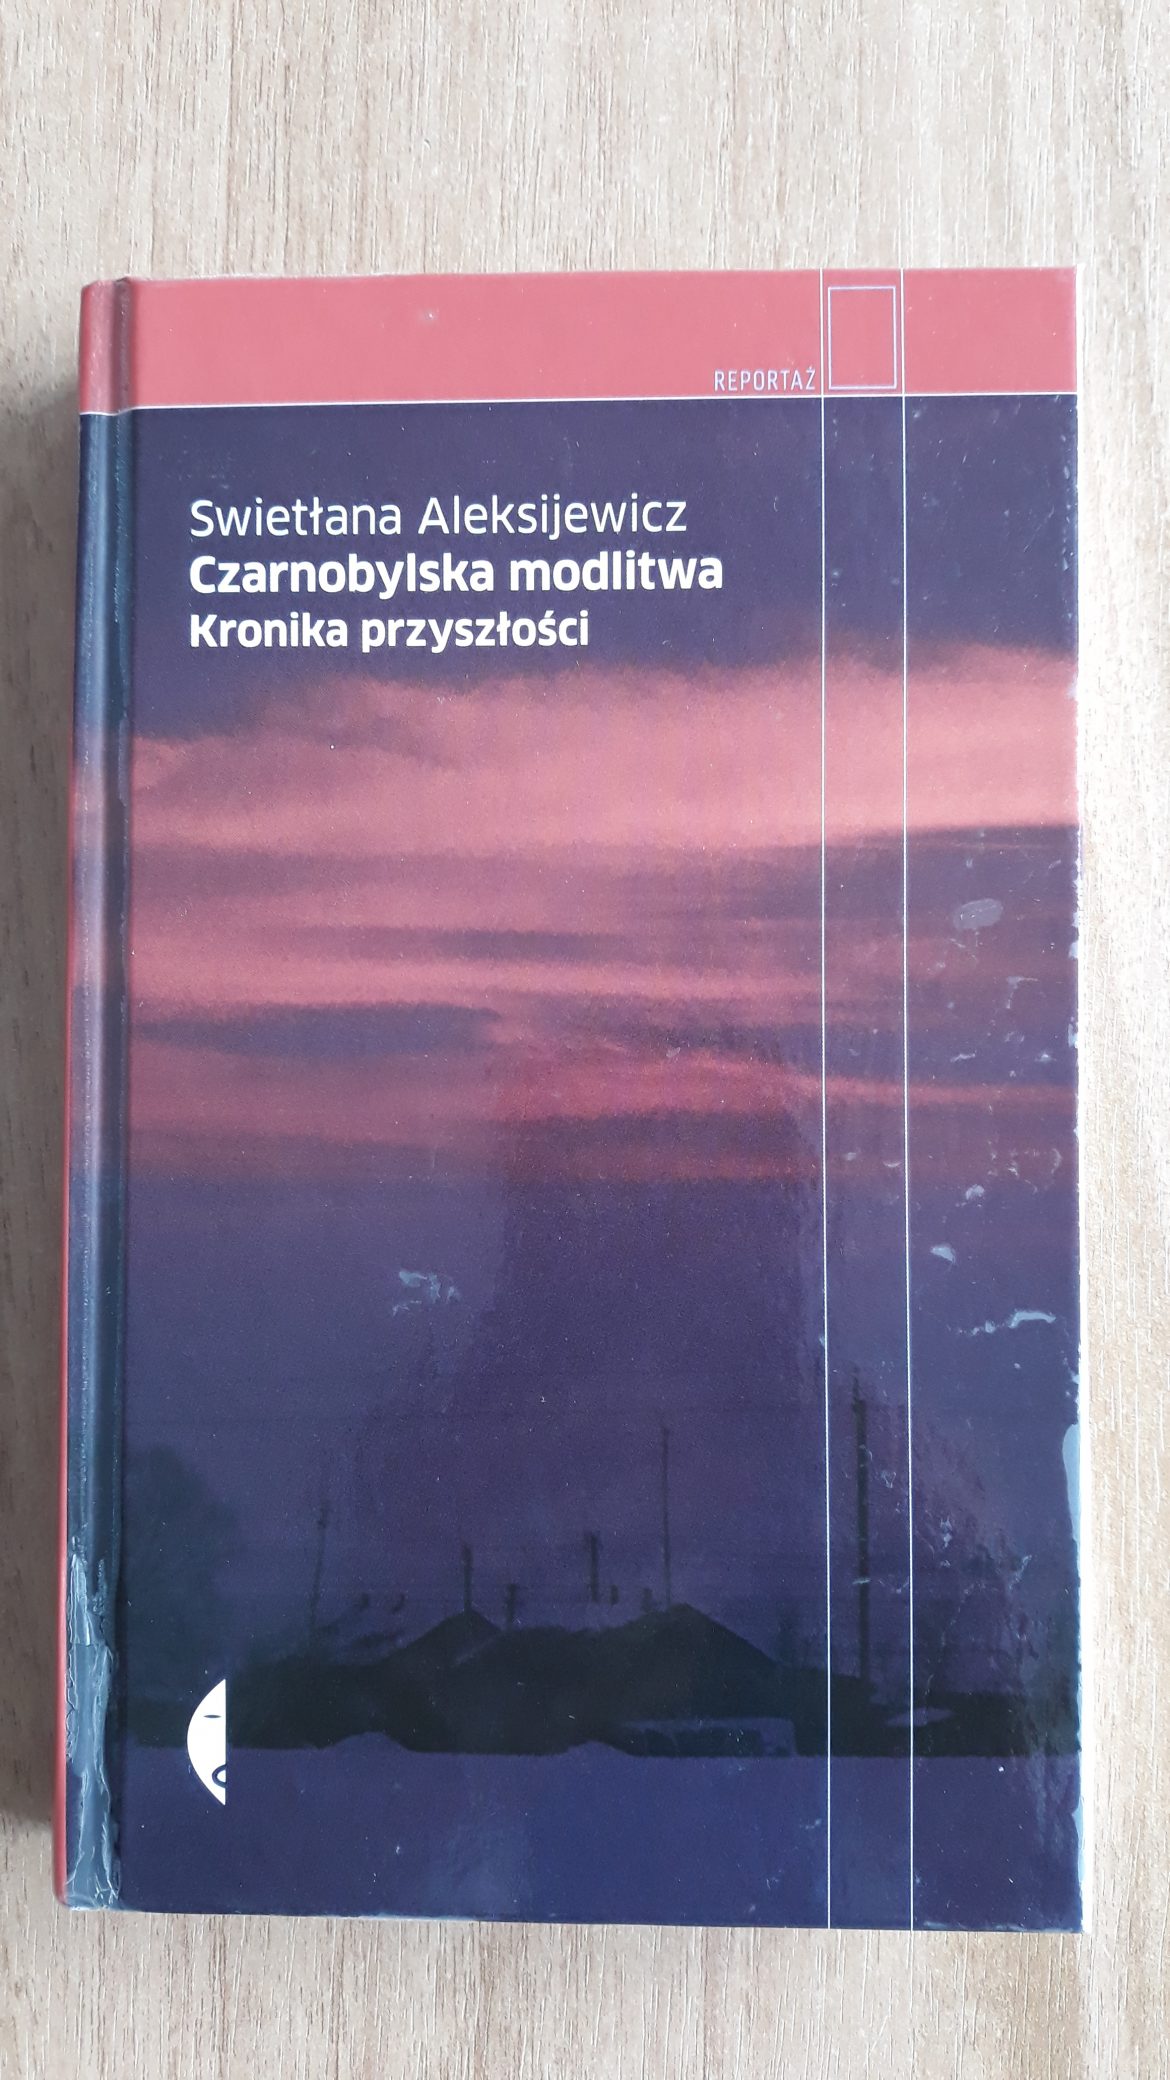 REPORTAŻ
Swietłana Aleksijewicz
Czarnobylska modlitwa
Kronika przyszłości